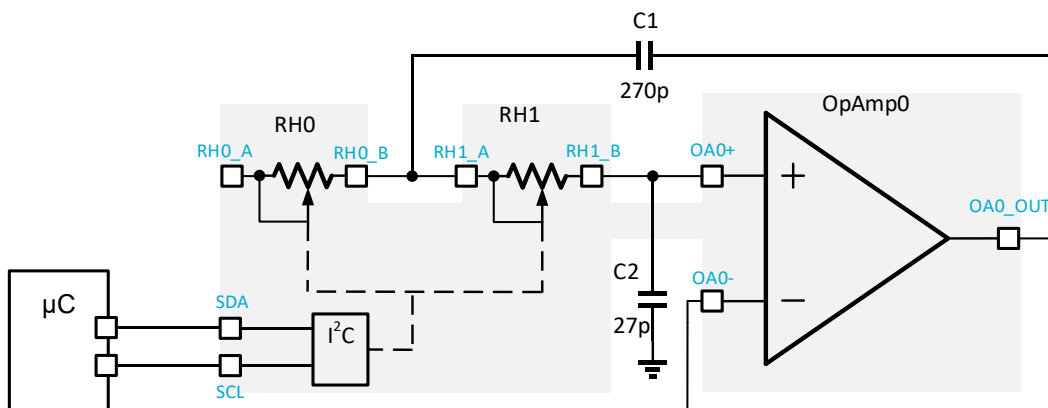 C1
270p
OpAmp0
RH0
RH1
RH0_A
RH0_B
RH1_A
RH1_B
OA0+
+
OA0_OUT
C2
27p
OA0-
−
µC
SDA
I²C
SCL